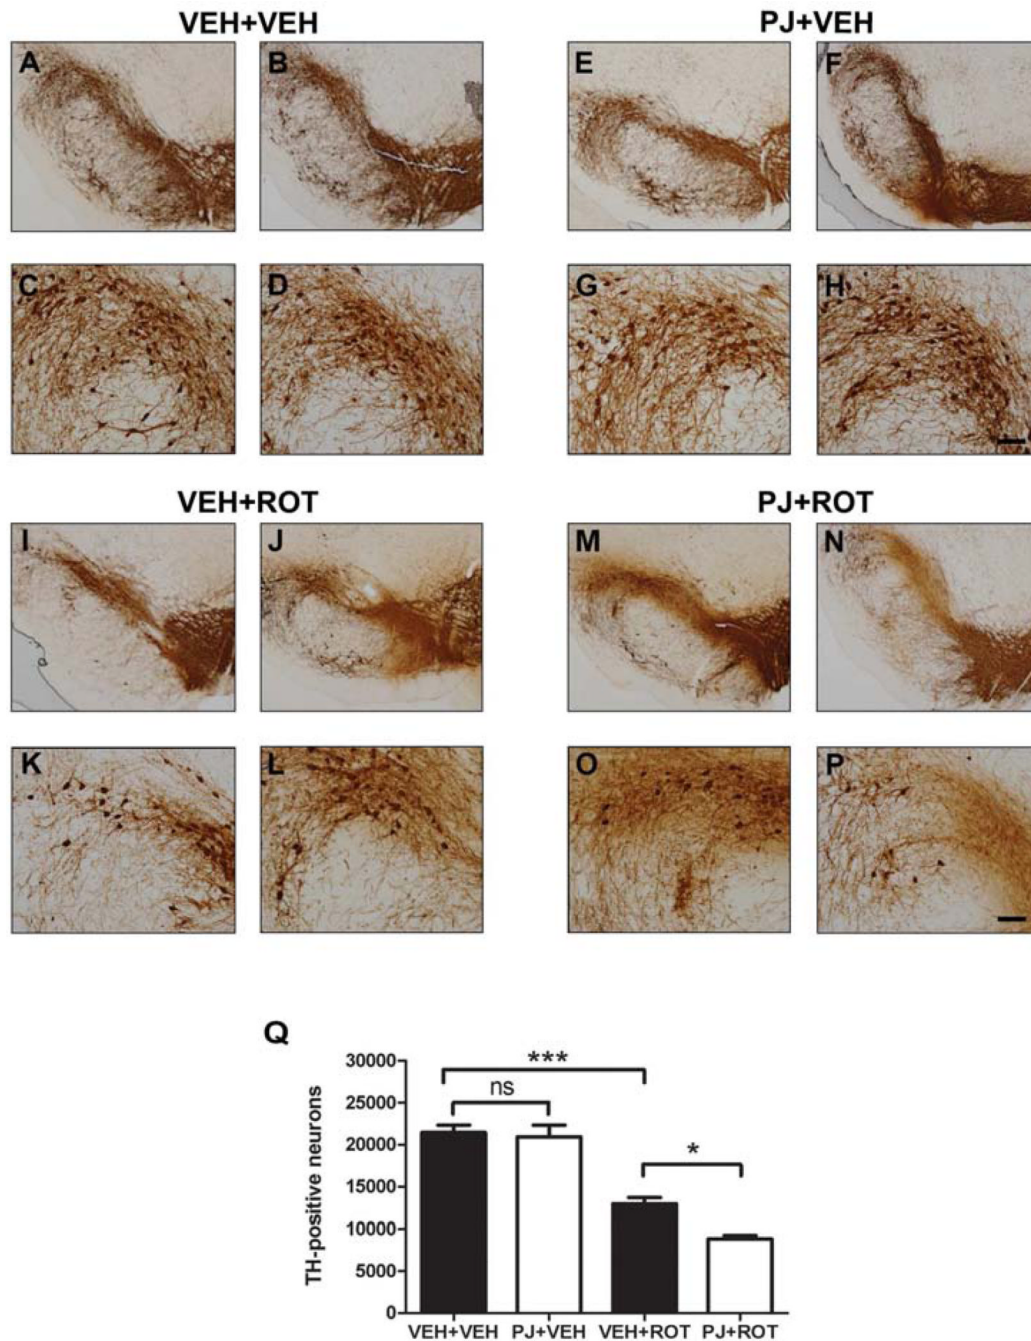 VEH+VEH PJ+VEH
A B E F
C D G H
VEH+ROT PJ+ROT
I J M N
K L O P
Q
30000
25000
20000
15000
10000
5000
0
TH-positive neurons
***
ns
*
VEH+VEH PJ+VEH VEH+ROT PJ+ROT